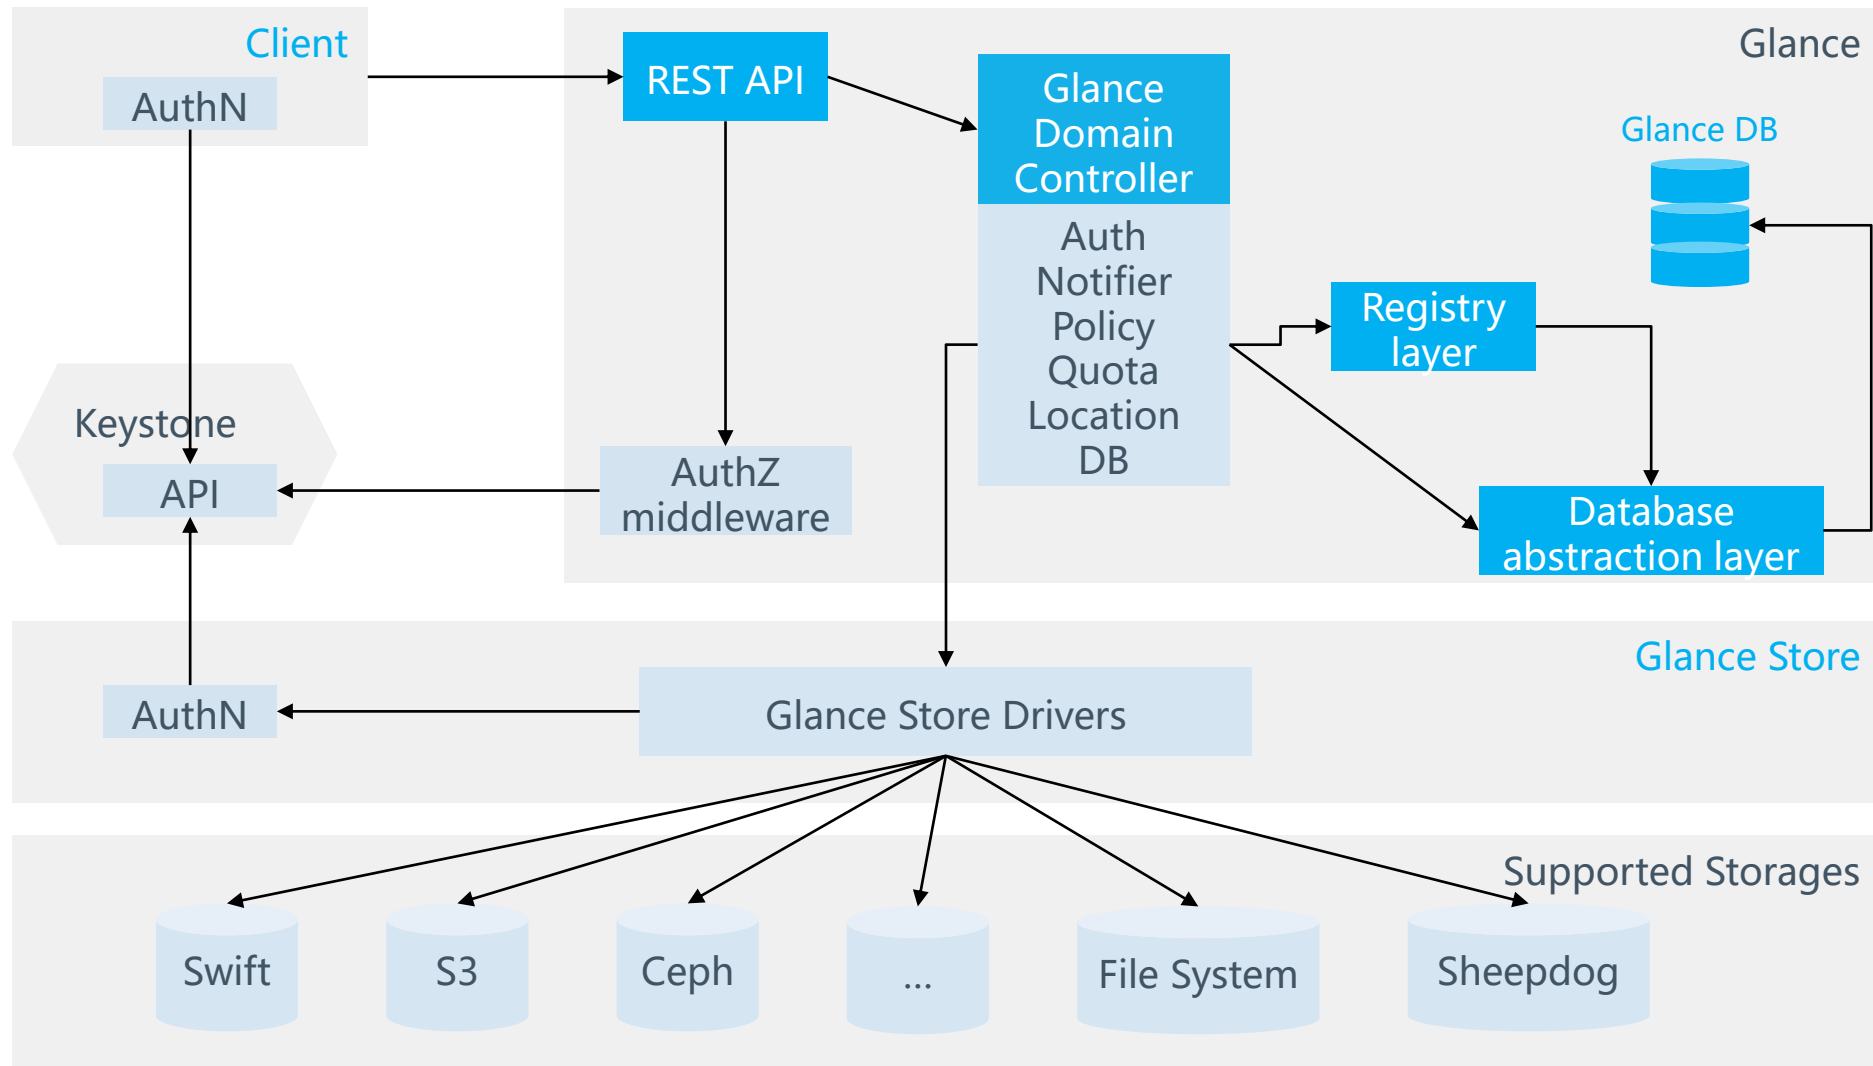 Client
AuthN
REST API
Glance
Domain
Controller
Auth
Notifier
Policy
Quota
Location
DB
Glance
Glance DB
Registry
layer
Keystone
API
AuthZ
middleware
Database
abstraction layer
Glance Store
AuthN
Glance Store Drivers
Supported Storages
Swift
S3
Ceph
...
File System
Sheepdog